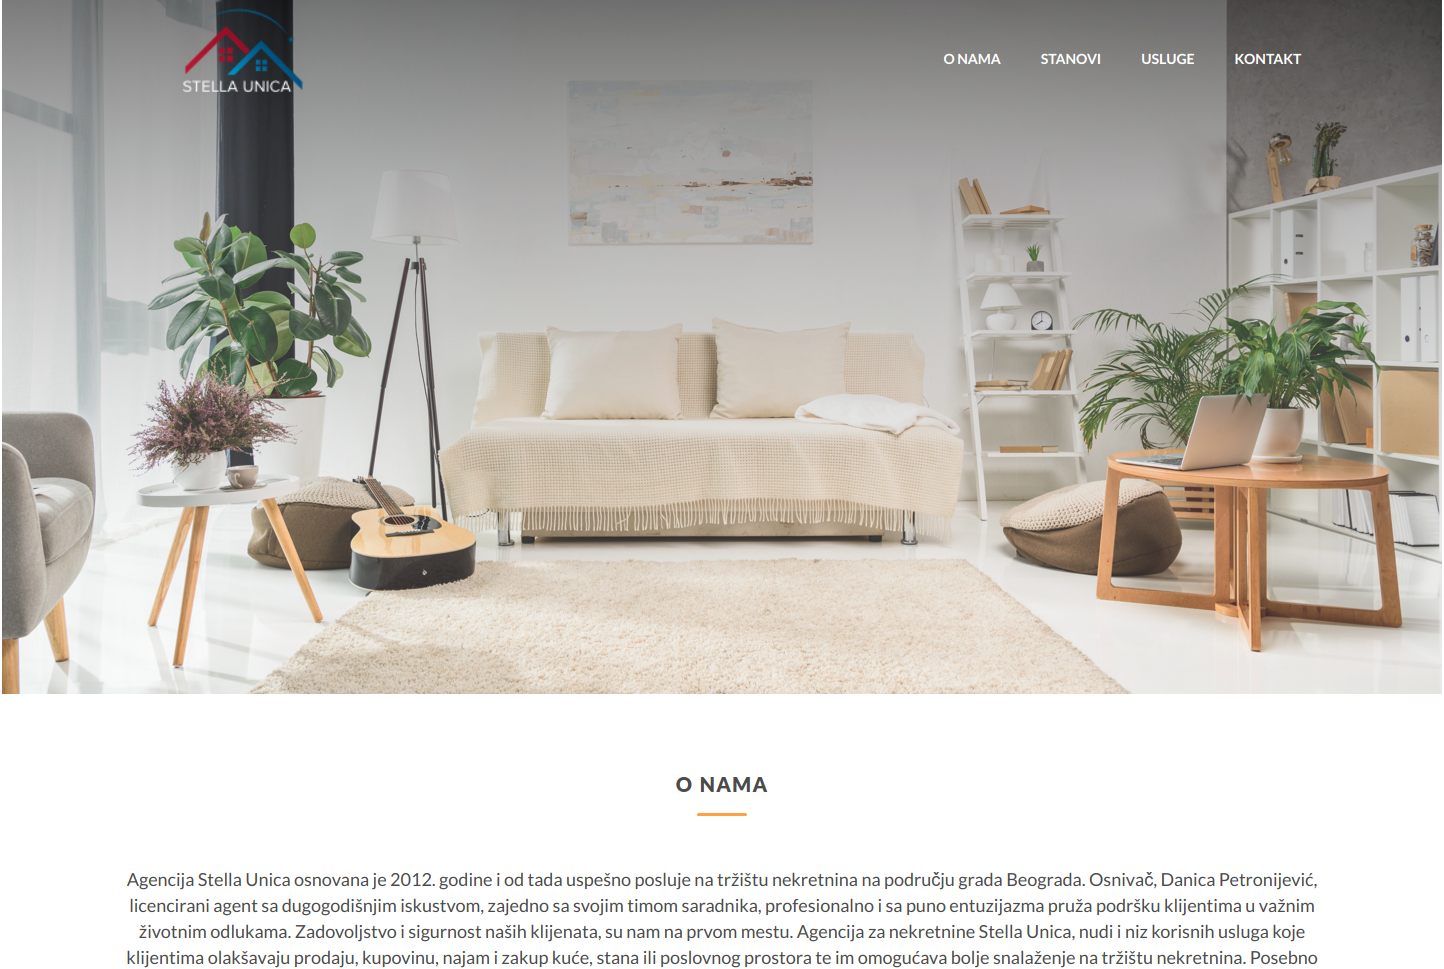 STELLA UNICA
O NAMA STANOVI USLUGE KONTAKT
O NAMA
Agencija Stella Unica osnovana je 2012. godine i od tada uspešno posluje na tržištu nekretnina na području grada Beograda. Osnivač, Danica Petronijević,
licencirani agent sa dugogodišnjim iskustvom, zajedno sa svojim timom saradnika, profesionalno i sa puno entuzijazma pruža podršku klijentima u važnim
životnim odlukama. Zadovoljstvo i sigurnost naših klijenata, su nam na prvom mestu. Agencija za nekretnine Stella Unica, nudi i niz korisnih usluga koje
klijentima olakšavaju prodaju, kupovinu, najam i zakup kuće, stana ili poslovnog prostora te im omogućava bolje snalaženje na tržištu nekretnina. Posebno